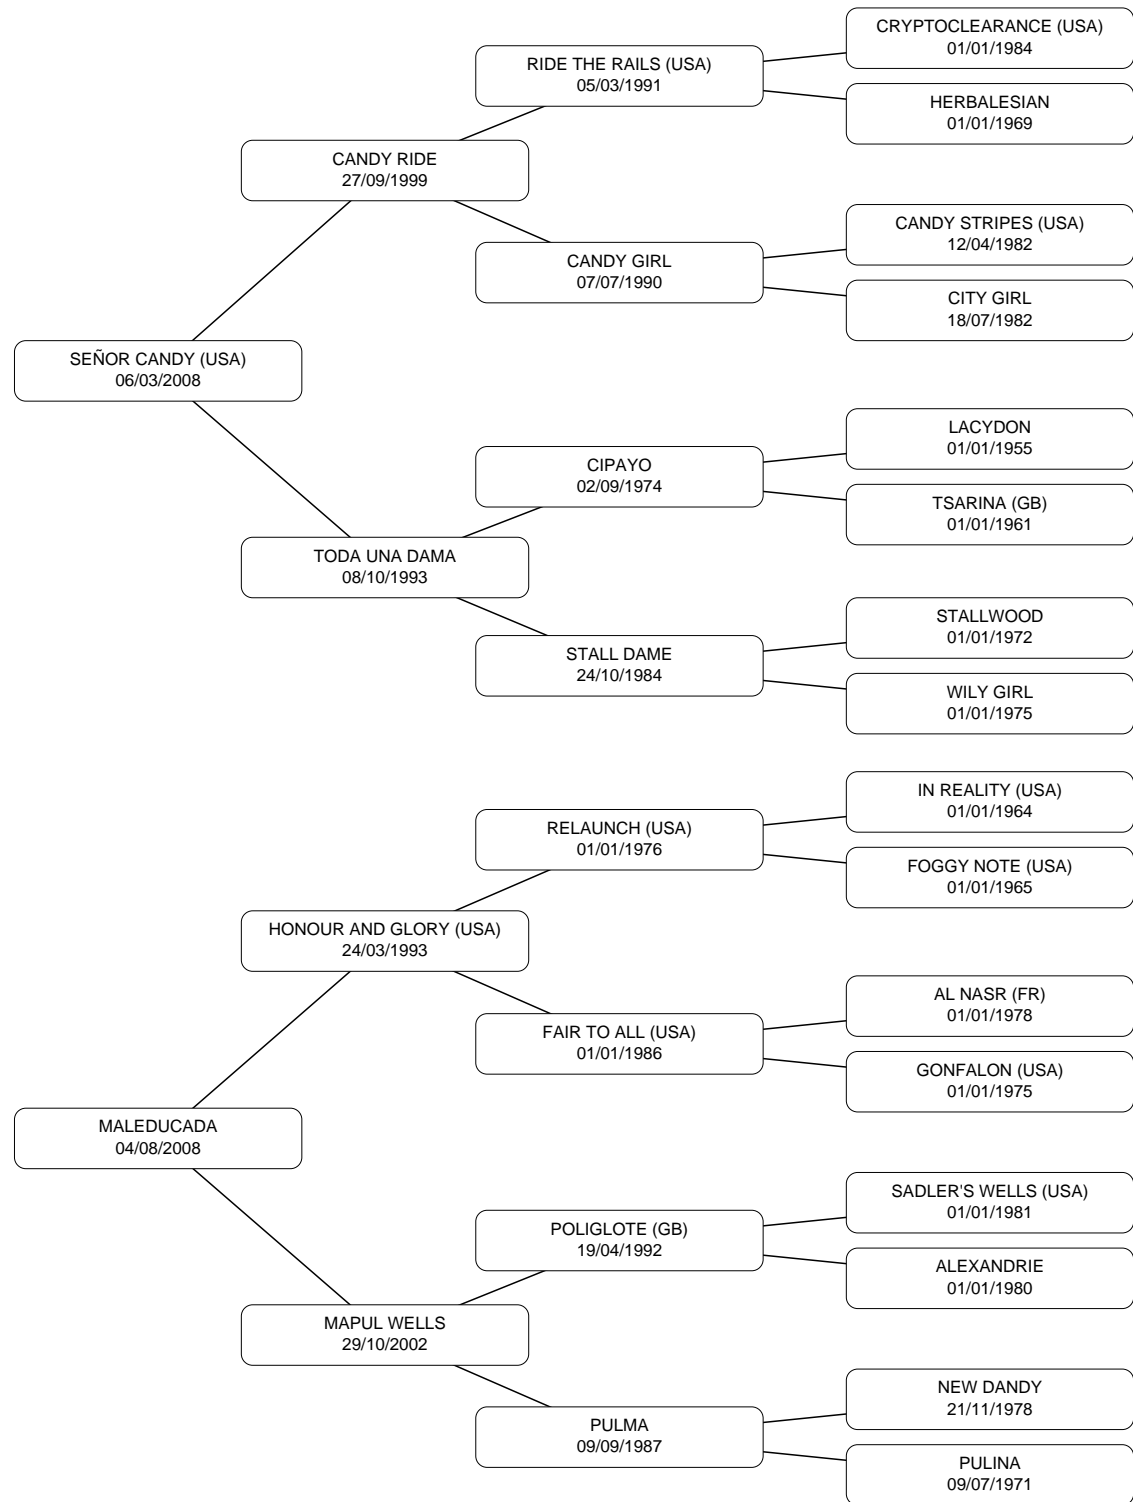 CRYPTOCLEARANCE (USA)
01/01/1984
RIDE THE RAILS (USA)
05/03/1991
HERBALESIAN
01/01/1969
CANDY RIDE
27/09/1999
CANDY STRIPES (USA)
12/04/1982
CANDY GIRL
07/07/1990
CITY GIRL
18/07/1982
SEÑOR CANDY (USA)
06/03/2008
LACYDON
01/01/1955
CIPAYO
02/09/1974
TSARINA (GB)
01/01/1961
TODA UNA DAMA
08/10/1993
STALLWOOD
01/01/1972
STALL DAME
24/10/1984
WILY GIRL
01/01/1975
IN REALITY (USA)
01/01/1964
RELAUNCH (USA)
01/01/1976
FOGGY NOTE (USA)
01/01/1965
HONOUR AND GLORY (USA)
24/03/1993
AL NASR (FR)
01/01/1978
FAIR TO ALL (USA)
01/01/1986
GONFALON (USA)
01/01/1975
MALEDUCADA
04/08/2008
SADLER'S WELLS (USA)
01/01/1981
POLIGLOTE (GB)
19/04/1992
ALEXANDRIE
01/01/1980
MAPUL WELLS
29/10/2002
NEW DANDY
21/11/1978
PULMA
09/09/1987
PULINA
09/07/1971